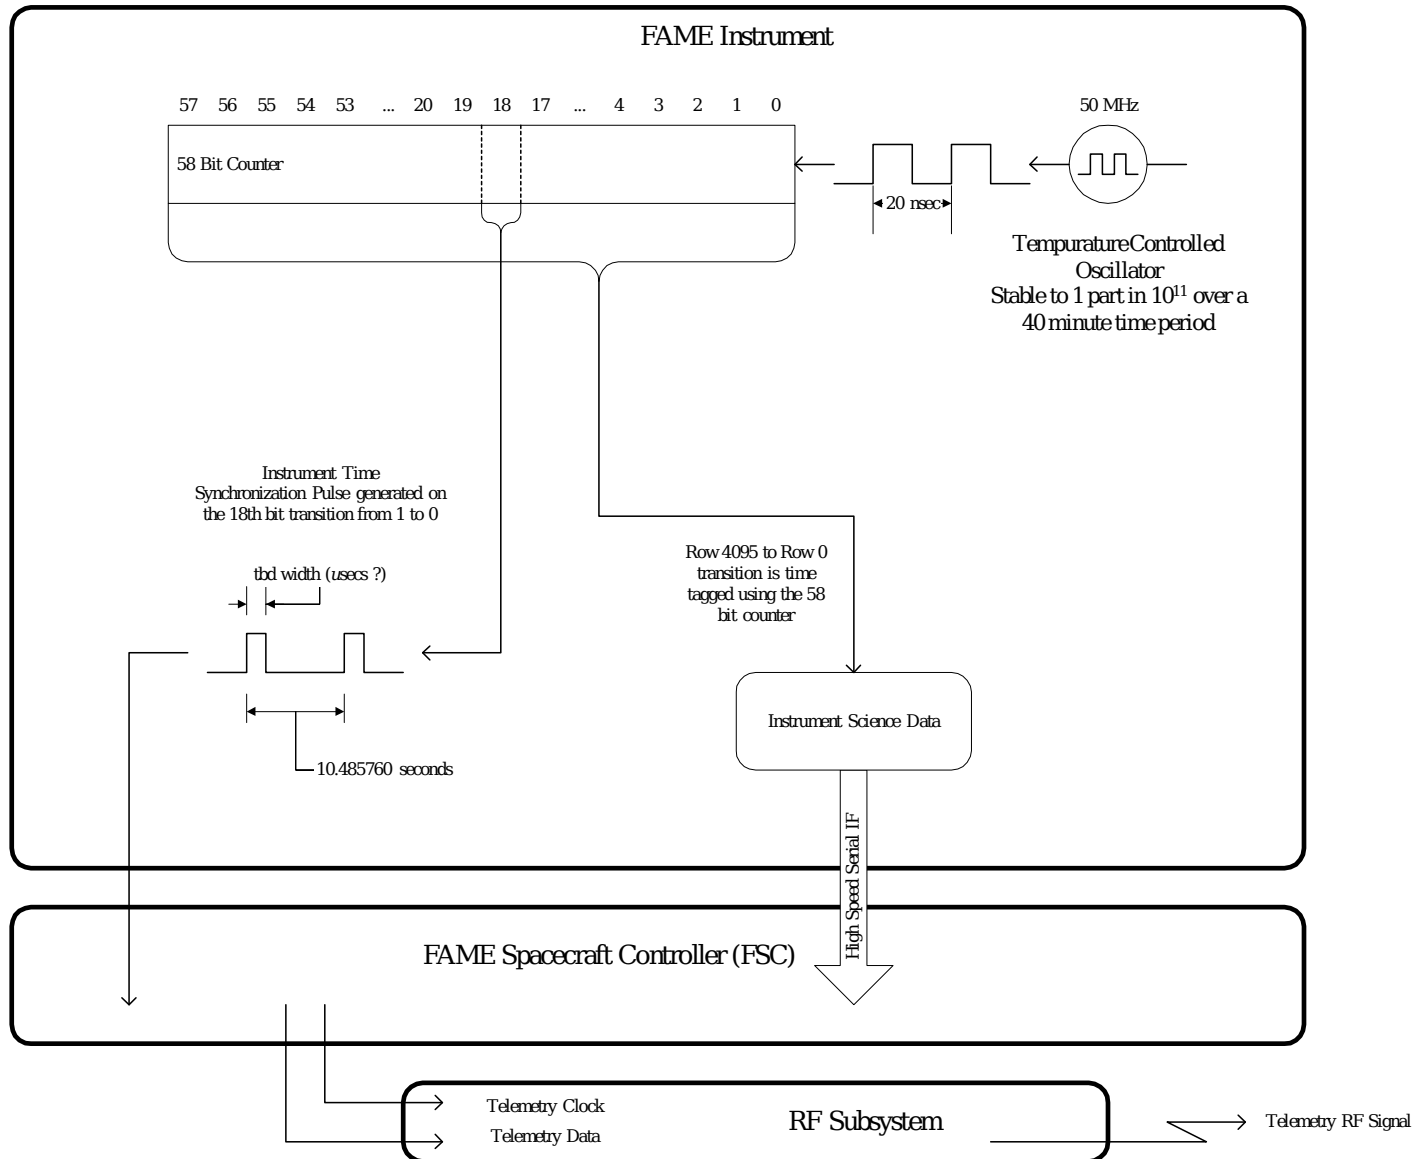 FAME Instrument
57 56 55 54 53 ... 20 19 18 17 ... 4 3 2 1 0
50 MHz
58 Bit Counter
20 nsec
Tempurature Controlled
Oscillator
Stable to 1 part in 10¹¹ over a
40 minute time period
Instrument Time
Synchronization Pulse generated on
the 18th bit transition from 1 to 0
tbd width (usecs ?)
10.485760 seconds
Row 4095 to Row 0
transition is time
tagged using the 58
bit counter
Instrument Science Data
High Speed Serial IF
FAME Spacecraft Controller (FSC)
Telemetry Clock
Telemetry Data
RF Subsystem
Telemetry RF Signal